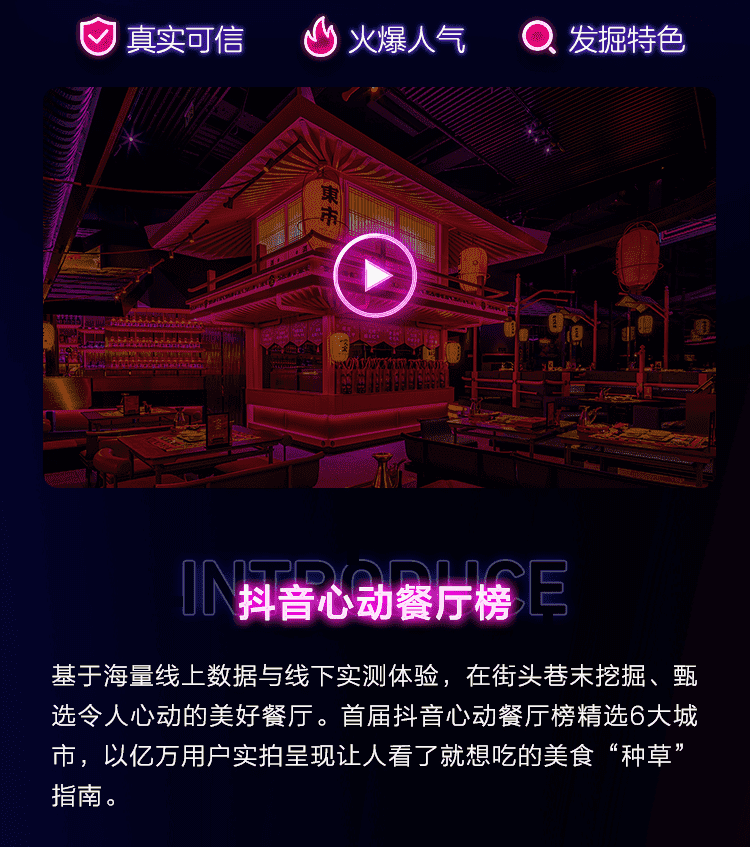 真实可信 火爆人气 发掘特色
東市
INTRODUCE
抖音心动餐厅榜
基于海量线上数据与线下实测体验，在街头巷末挖掘、甄
选令人心动的美好餐厅。首届抖音心动餐厅榜精选6大城
市，以亿万用户实拍呈现让人看了就想吃的美食“种草”
指南。